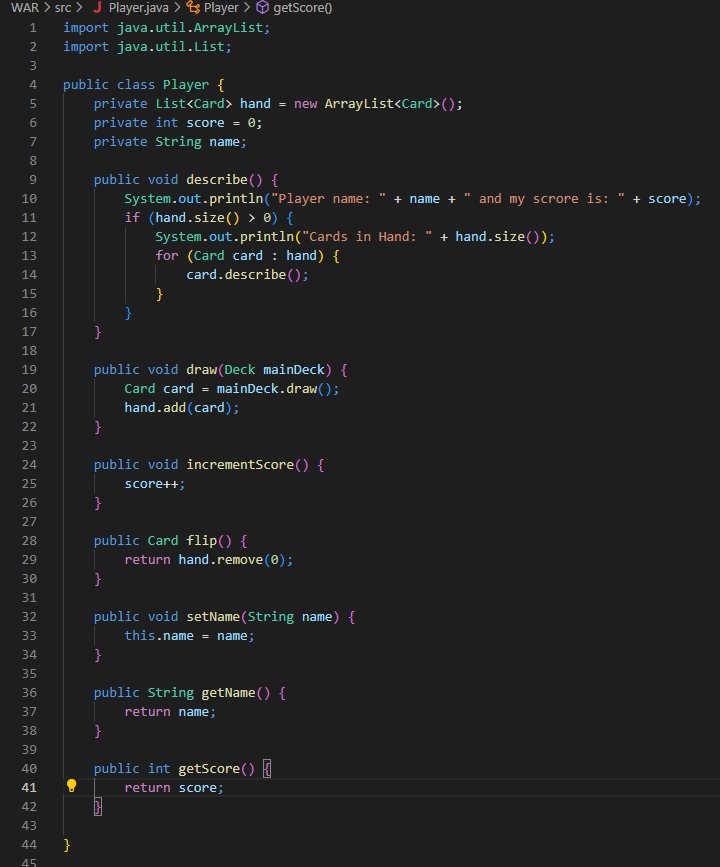 WAR > src > J Player.java > Player > getScore()
1 import java.util.ArrayList;
2 import java.util.List;
3
4 public class Player {
5     private List<Card> hand = new ArrayList<Card>();
6     private int score = 0;
7     private String name;
8
9     public void describe() {
10         System.out.println("Player name: " + name + " and my scrore is: " + score);
11         if (hand.size() > 0) {
12             System.out.println("Cards in Hand: " + hand.size());
13             for (Card card : hand) {
14                 card.describe();
15             }
16         }
17     }
18
19     public void draw(Deck mainDeck) {
20         Card card = mainDeck.draw();
21         hand.add(card);
22     }
23
24     public void incrementScore() {
25         score++;
26     }
27
28     public Card flip() {
29         return hand.remove(0);
30     }
31
32     public void setName(String name) {
33         this.name = name;
34     }
35
36     public String getName() {
37         return name;
38     }
39
40     public int getScore() {
41         return score;
42     }
43
44 }
45